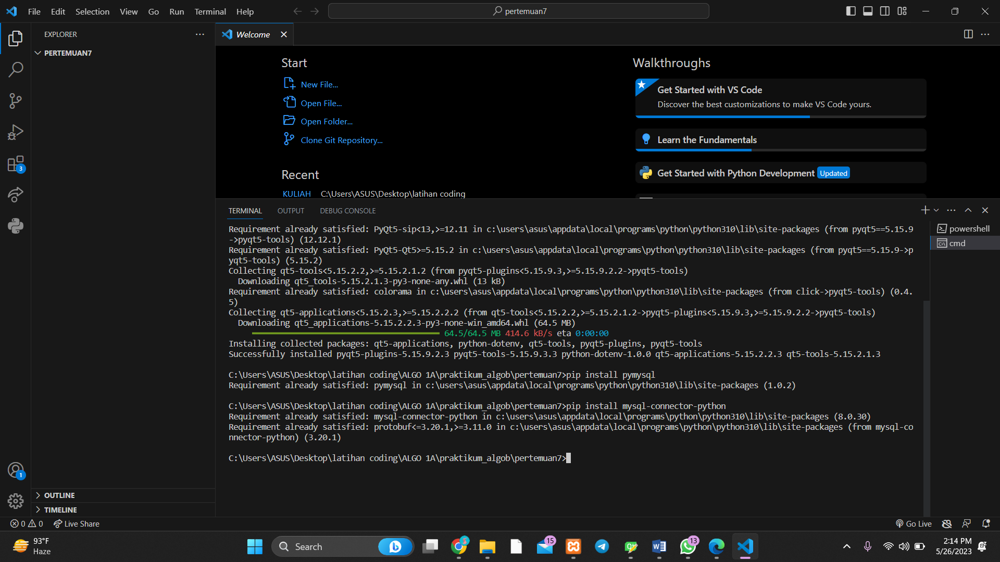 File Edit Selection View Go Run Terminal Help
pertemuan7
EXPLORER
PERTEMUAN7
Welcome
Start
New File...
Open File...
Open Folder...
Clone Git Repository...
Recent
KULIAH C:\Users\ASUS\Desktop\latihan coding
Walkthroughs
Get Started with VS Code
Discover the best customizations to make VS Code yours.
Learn the Fundamentals
Get Started with Python Development Updated
TERMINAL OUTPUT DEBUG CONSOLE
Requirement already satisfied: PyQt5-sip<13,>=12.11 in c:\users\asus\appdata\local\programs\python\python310\lib\site-packages (from pyqt5==5.15.9
->pyqt5-tools) (12.12.1)
Requirement already satisfied: PyQt5-Qt5>=5.15.2 in c:\users\asus\appdata\local\programs\python\python310\lib\site-packages (from pyqt5==5.15.9->p
yqt5-tools) (5.15.2)
Collecting qt5-tools<5.15.2.2,>=5.15.2.1.2 (from pyqt5-plugins<5.15.9.3,>=5.15.9.2.2->pyqt5-tools)
Downloading qt5_tools-5.15.2.1.3-py3-none-any.whl (13 kB)
Requirement already satisfied: colorama in c:\users\asus\appdata\local\programs\python\python310\lib\site-packages (from click->pyqt5-tools) (0.4.
5)
Collecting qt5-applications<5.15.2.3,>=5.15.2.2.2 (from qt5-tools<5.15.2.2,>=5.15.2.1.2->pyqt5-plugins<5.15.9.3,>=5.15.9.2.2->pyqt5-tools)
Downloading qt5_applications-5.15.2.2.3-py3-none-win_amd64.whl (64.5 MB)
64.5/64.5 MB 414.6 kB/s eta 0:00:00
Installing collected packages: qt5-applications, python-dotenv, qt5-tools, pyqt5-plugins, pyqt5-tools
Successfully installed pyqt5-plugins-5.15.9.2.3 pyqt5-tools-5.15.9.3.3 python-dotenv-1.0.0 qt5-applications-5.15.2.2.3 qt5-tools-5.15.2.1.3
C:\Users\ASUS\Desktop\latihan coding\ALGO 1A\praktikum_algob\pertemuan7>pip install pymysql
Requirement already satisfied: pymysql in c:\users\asus\appdata\local\programs\python\python310\lib\site-packages (1.0.2)
C:\Users\ASUS\Desktop\latihan coding\ALGO 1A\praktikum_algob\pertemuan7>pip install mysql-connector-python
Requirement already satisfied: mysql-connector-python in c:\users\asus\appdata\local\programs\python\python310\lib\site-packages (8.0.30)
Requirement already satisfied: protobuf<=3.20.1,>=3.11.0 in c:\users\asus\appdata\local\programs\python\python310\lib\site-packages (from mysql-co
nnector-python) (3.20.1)
C:\Users\ASUS\Desktop\latihan coding\ALGO 1A\praktikum_algob\pertemuan7>
powershell
cmd
3
1
OUTLINE
TIMELINE
0 0 Live Share
Go Live
93°F
Haze
Search
15
13
2:14 PM
5/26/2023